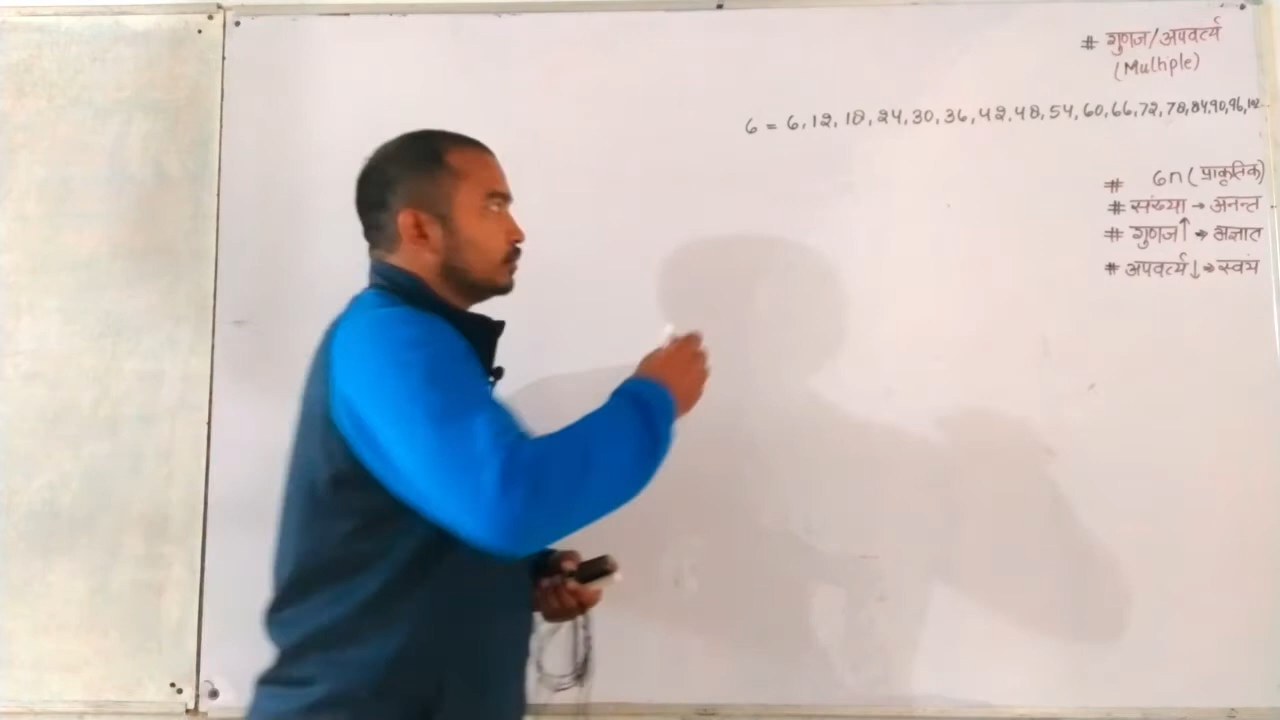 # गुणज/अपवर्त्य
(Multiple)
6 = 6, 12, 18, 24, 30, 36, 42, 48, 54, 60, 66, 72, 78, 84, 90, 96, 102...
# 6n (प्राकृतिक)
# संख्या → अनन्त
# गुणज↑ → अज्ञात
# अपवर्त्य↓ → स्वयं